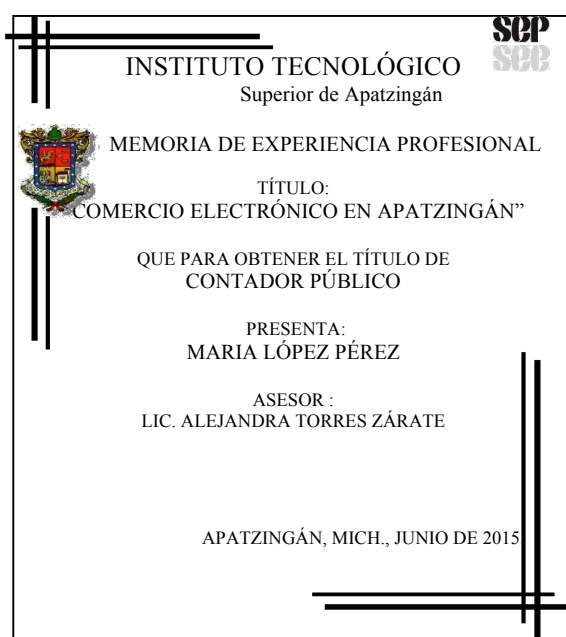 SEP
INSTITUTO TECNOLÓGICO
Superior de Apatzingán
MEMORIA DE EXPERIENCIA PROFESIONAL
TÍTULO:
COMERCIO ELECTRÓNICO EN APATZINGÁN”
QUE PARA OBTENER EL TÍTULO DE
CONTADOR PÚBLICO
PRESENTA:
MARIA LÓPEZ PÉREZ
ASESOR :
LIC. ALEJANDRA TORRES ZÁRATE
APATZINGÁN, MICH., JUNIO DE 2015